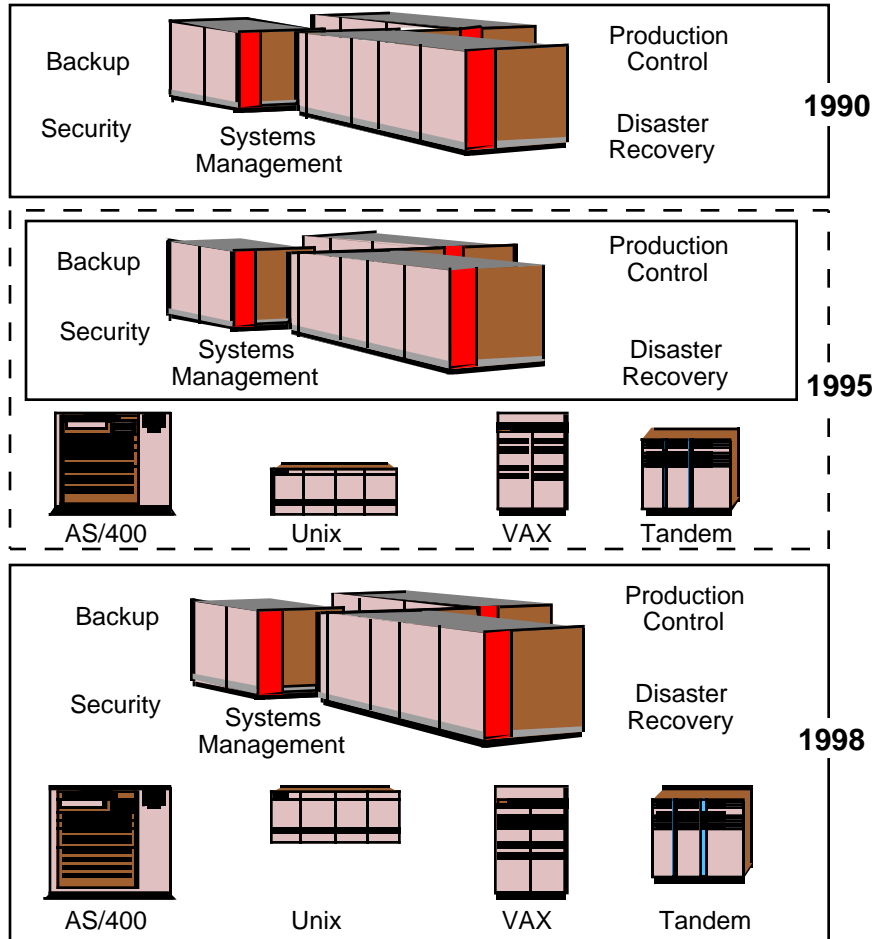 Production
Backup
Control
1990
Security
Systems
Management
Disaster
Recovery
Backup
Production
Control
Security
Systems
Management
Disaster
Recovery
1995
AS/400
Unix
VAX
Tandem
Backup
Production
Control
Security
Systems
Management
Disaster
Recovery
1998
AS/400
Unix
VAX
Tandem